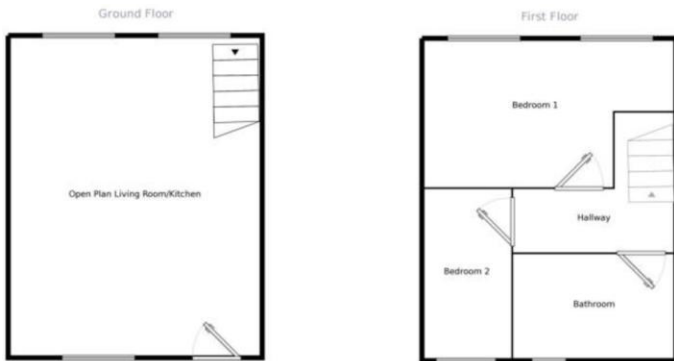 Ground Floor
First Floor
Bedroom 1
Open Plan Living Room/Kitchen
Hallway
Bedroom 2
Bathroom